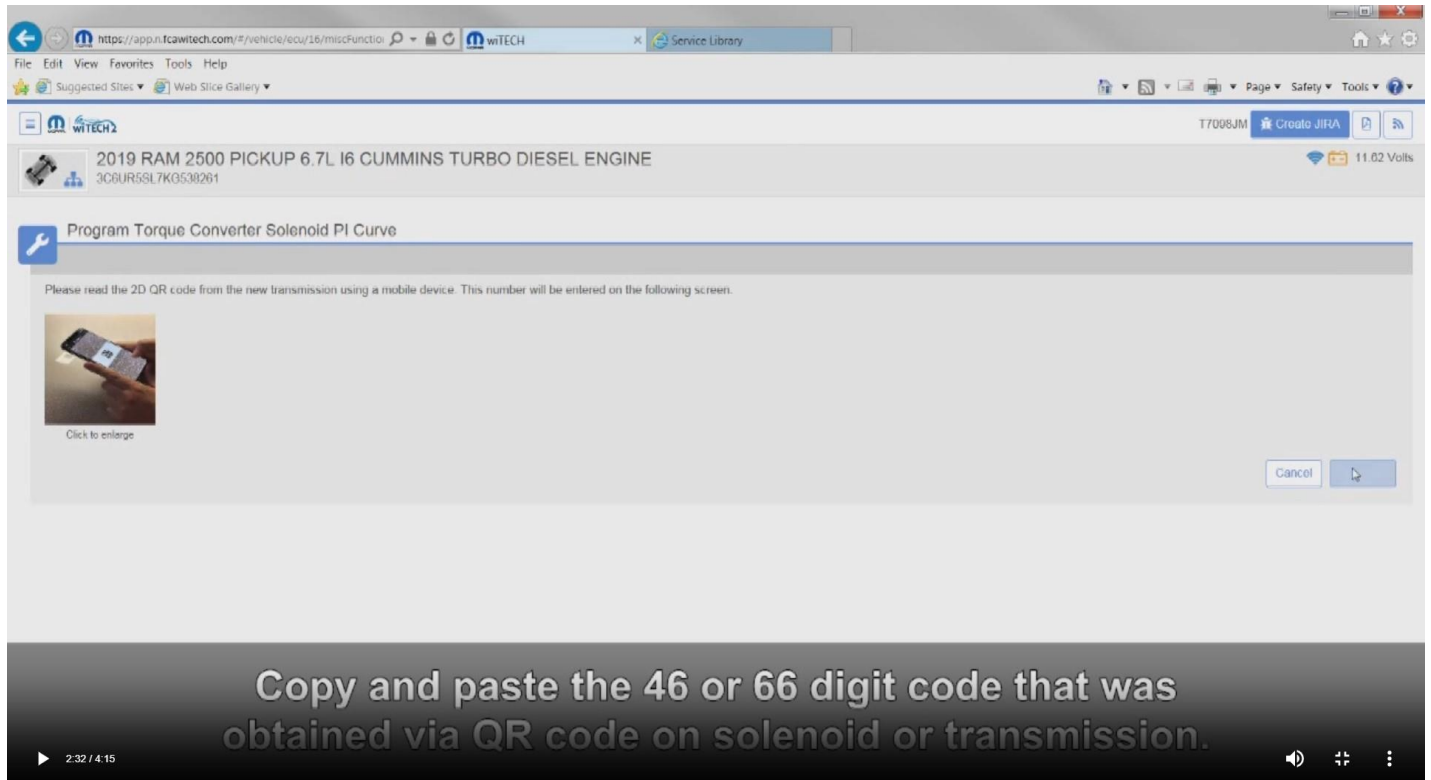 https://app.n.fcawitech.com/#/vehicle/ecu/16/miscFunctio
wiTECH
Service Library
File Edit View Favorites Tools Help
Suggested Sites Web Slice Gallery
Page Safety Tools
wiTECH2
T7098JM Create JIRA
2019 RAM 2500 PICKUP 6.7L I6 CUMMINS TURBO DIESEL ENGINE
11.62 Volts
3C6UR5SL7KG538261
Program Torque Converter Solenoid PI Curve
Please read the 2D QR code from the new transmission using a mobile device. This number will be entered on the following screen.
Click to enlarge
Cancel
Copy and paste the 46 or 66 digit code that was
obtained via QR code on solenoid or transmission.
2:32 / 4:15